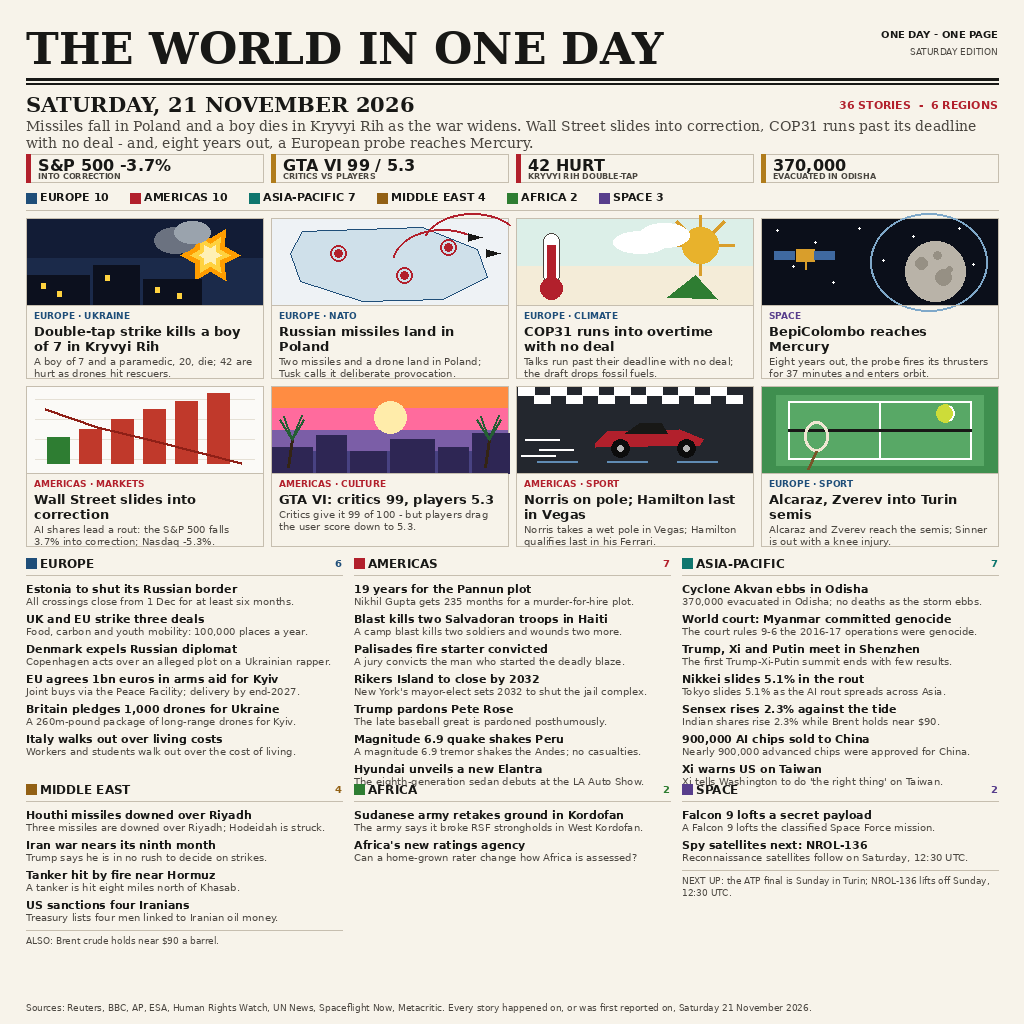 THE WORLD IN ONE DAY
ONE DAY - ONE PAGE
SATURDAY EDITION
SATURDAY, 21 NOVEMBER 2026
36 STORIES - 6 REGIONS
Missiles fall in Poland and a boy dies in Kryvyi Rih as the war widens. Wall Street slides into correction, COP31 runs past its deadline
with no deal - and, eight years out, a European probe reaches Mercury.
S&P 500 -3.7%
INTO CORRECTION
GTA VI 99 / 5.3
CRITICS VS PLAYERS
42 HURT
KRYVYI RIH DOUBLE-TAP
370,000
EVACUATED IN ODISHA
EUROPE 10
AMERICAS 10
ASIA-PACIFIC 7
MIDDLE EAST 4
AFRICA 2
SPACE 3
EUROPE · UKRAINE
Double-tap strike kills a boy
of 7 in Kryvyi Rih
A boy of 7 and a paramedic, 20, die; 42 are
hurt as drones hit rescuers.
EUROPE · NATO
Russian missiles land in
Poland
Two missiles and a drone land in Poland;
Tusk calls it deliberate provocation.
EUROPE · CLIMATE
COP31 runs into overtime
with no deal
Talks run past their deadline with no deal;
the draft drops fossil fuels.
SPACE
BepiColombo reaches
Mercury
Eight years out, the probe fires its thrusters
for 37 minutes and enters orbit.
AMERICAS · MARKETS
Wall Street slides into
correction
AI shares lead a rout: the S&P 500 falls
3.7% into correction; Nasdaq -5.3%.
AMERICAS · CULTURE
GTA VI: critics 99, players 5.3
Critics give it 99 of 100 - but players drag
the user score down to 5.3.
AMERICAS · SPORT
Norris on pole; Hamilton last
in Vegas
Norris takes a wet pole in Vegas; Hamilton
qualifies last in his Ferrari.
EUROPE · SPORT
Alcaraz, Zverev into Turin
semis
Alcaraz and Zverev reach the semis; Sinner
is out with a knee injury.
EUROPE 6
Estonia to shut its Russian border
All crossings close from 1 Dec for at least six months.
UK and EU strike three deals
Food, carbon and youth mobility: 100,000 places a year.
Denmark expels Russian diplomat
Copenhagen acts over an alleged plot on a Ukrainian rapper.
EU agrees 1bn euros in arms aid for Kyiv
Joint buys via the Peace Facility; delivery by end-2027.
Britain pledges 1,000 drones for Ukraine
A 260m-pound package of long-range drones for Kyiv.
Italy walks out over living costs
Workers and students walk out over the cost of living.
AMERICAS 7
19 years for the Pannun plot
Nikhil Gupta gets 235 months for a murder-for-hire plot.
Blast kills two Salvadoran troops in Haiti
A camp blast kills two soldiers and wounds two more.
Palisades fire starter convicted
A jury convicts the man who started the deadly blaze.
Rikers Island to close by 2032
New York's mayor-elect sets 2032 to shut the jail complex.
Trump pardons Pete Rose
The late baseball great is pardoned posthumously.
Magnitude 6.9 quake shakes Peru
A magnitude 6.9 tremor shakes the Andes; no casualties.
Hyundai unveils a new Elantra
The eighth-generation sedan debuts at the LA Auto Show.
ASIA-PACIFIC 7
Cyclone Akvan ebbs in Odisha
370,000 evacuated in Odisha; no deaths as the storm ebbs.
World court: Myanmar committed genocide
The court rules 9-6 the 2016-17 operations were genocide.
Trump, Xi and Putin meet in Shenzhen
The first Trump-Xi-Putin summit ends with few results.
Nikkei slides 5.1% in the rout
Tokyo slides 5.1% as the AI rout spreads across Asia.
Sensex rises 2.3% against the tide
Indian shares rise 2.3% while Brent holds near $90.
900,000 AI chips sold to China
Nearly 900,000 advanced chips were approved for China.
Xi warns US on Taiwan
Xi tells Washington to do 'the right thing' on Taiwan.
MIDDLE EAST 4
Houthi missiles downed over Riyadh
Three missiles are downed over Riyadh; Hodeidah is struck.
Iran war nears its ninth month
Trump says he is in no rush to decide on strikes.
Tanker hit by fire near Hormuz
A tanker is hit eight miles north of Khasab.
US sanctions four Iranians
Treasury lists four men linked to Iranian oil money.
ALSO: Brent crude holds near $90 a barrel.
AFRICA 2
Sudanese army retakes ground in Kordofan
The army says it broke RSF strongholds in West Kordofan.
Africa's new ratings agency
Can a home-grown rater change how Africa is assessed?
SPACE 2
Falcon 9 lofts a secret payload
A Falcon 9 lofts the classified Space Force mission.
Spy satellites next: NROL-136
Reconnaissance satellites follow on Saturday, 12:30 UTC.
NEXT UP: the ATP final is Sunday in Turin; NROL-136 lifts off Sunday,
12:30 UTC.
Sources: Reuters, BBC, AP, ESA, Human Rights Watch, UN News, Spaceflight Now, Metacritic. Every story happened on, or was first reported on, Saturday 21 November 2026.